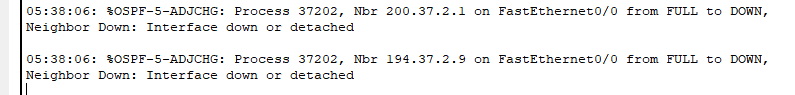 05:38:06: %OSPF-5-ADJCHG: Process 37202, Nbr 200.37.2.1 on FastEthernet0/0 from FULL to DOWN,
Neighbor Down: Interface down or detached
05:38:06: %OSPF-5-ADJCHG: Process 37202, Nbr 194.37.2.9 on FastEthernet0/0 from FULL to DOWN,
Neighbor Down: Interface down or detached